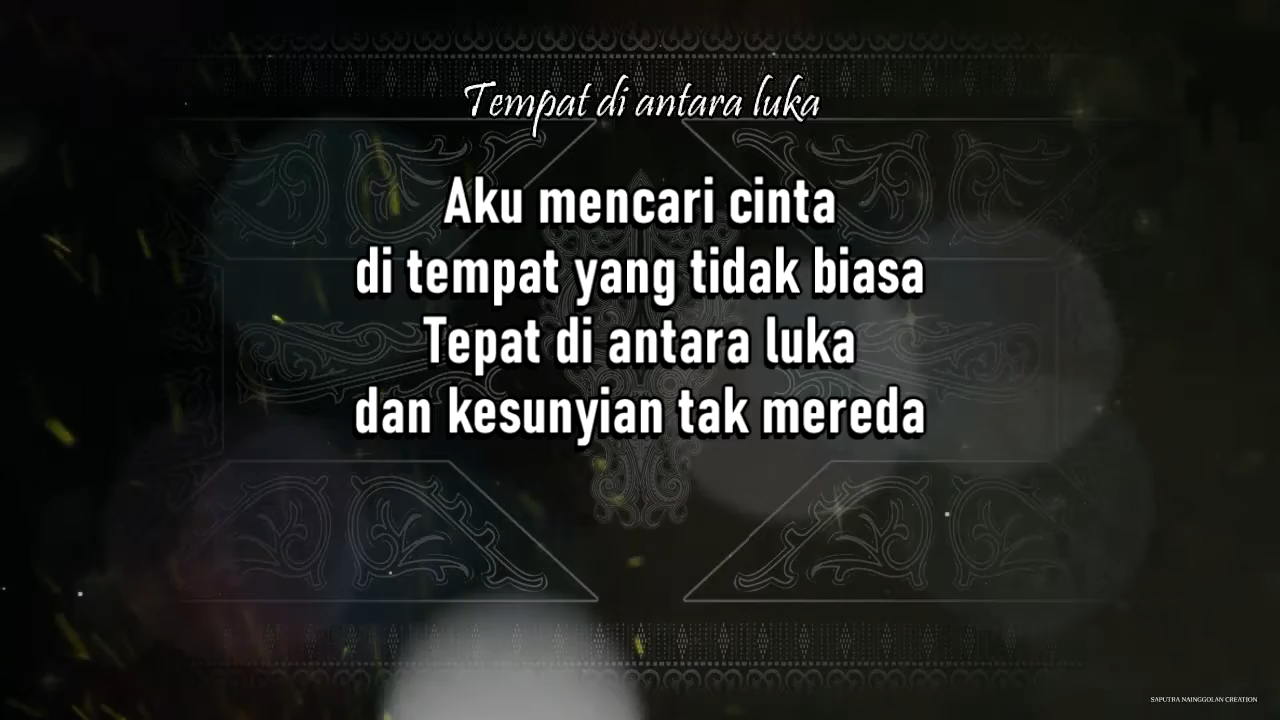 Tempat di antara luka
Aku mencari cinta
di tempat yang tidak biasa
Tepat di antara luka
dan kesunyian tak mereda
SAPUTRA NAINGGOLAN CREATION